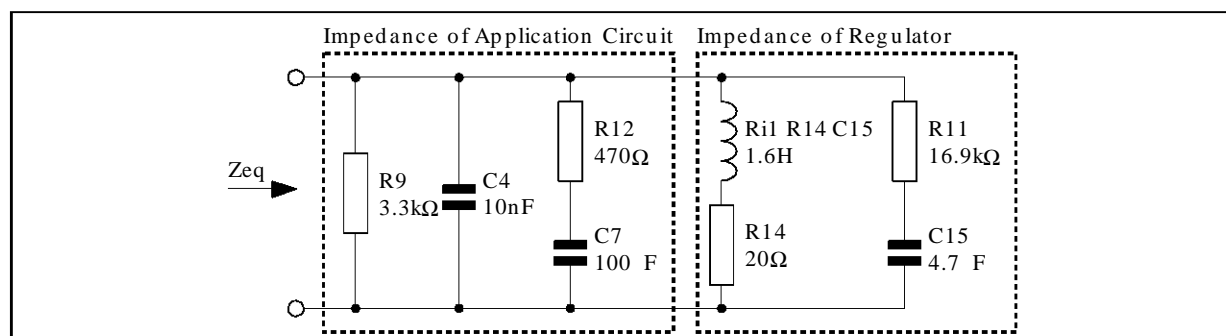 Impedance of Application Circuit
Impedance of Regulator
Zeq
R9
3.3kΩ
C4
10nF
R12
470Ω
C7
100 F
Ri1 R14 C15
1.6H
R14
20Ω
R11
16.9kΩ
C15
4.7 F